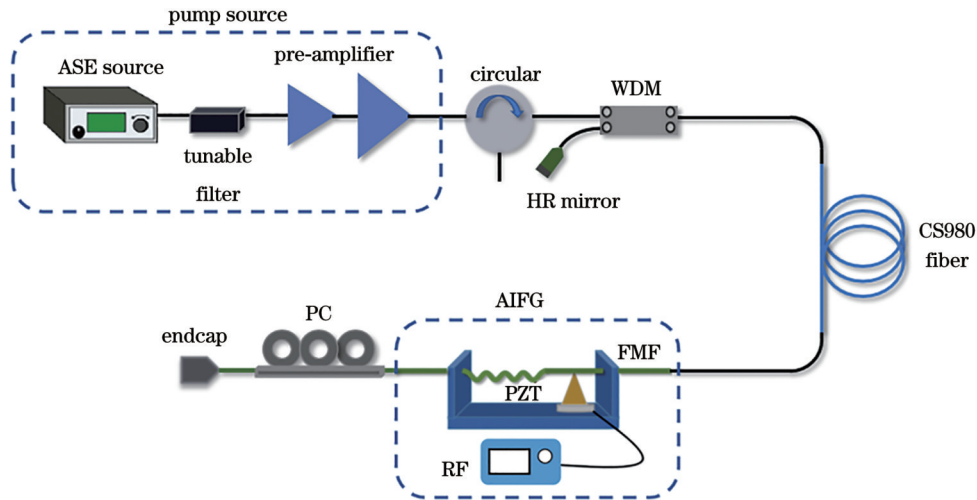 pump source
ASE source
pre-amplifier
tunable
filter
circular
WDM
HR mirror
CS980
fiber
AIFG
endcap
PC
FMF
PZT
RF